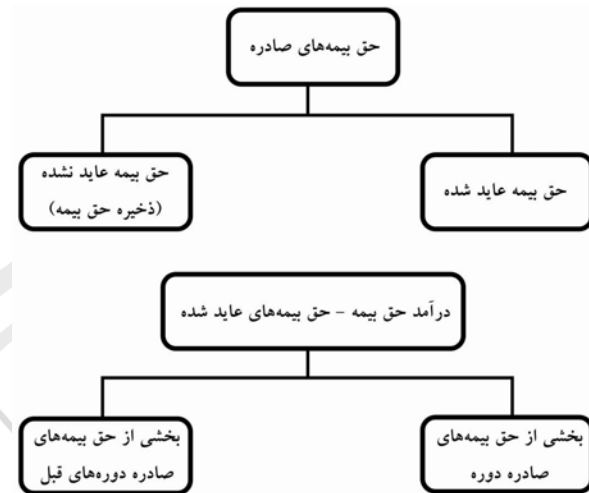 حق بیمه‌های صادره
حق بیمه عاید شده
حق بیمه عاید نشده
(ذخیره حق بیمه)
درآمد حق بیمه - حق بیمه‌های عاید شده
بخشی از حق بیمه‌های
صادره دوره
بخشی از حق بیمه‌های
صادره دوره‌های قبل